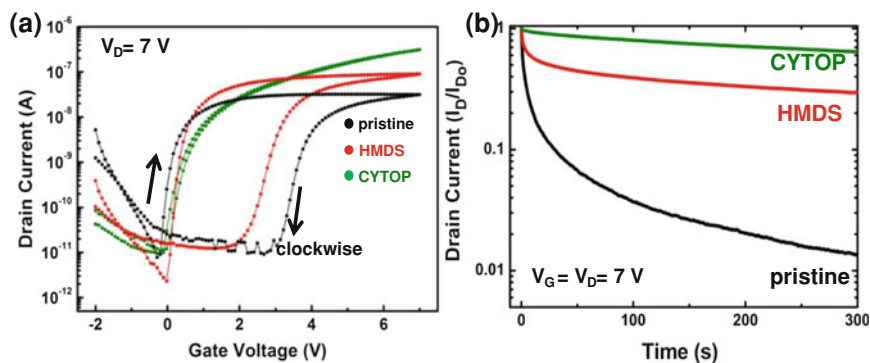 (a)
V_D= 7 V
pristine
HMDS
CYTOP
clockwise
Drain Current (A)
10^-6
10^-7
10^-8
10^-9
10^-10
10^-11
10^-12
-2 0 2 4 6
Gate Voltage (V)
(b)
CYTOP
HMDS
pristine
V_G = V_D= 7 V
Drain Current (I_D/I_Do)
1
0.1
0.01
0 100 200 300
Time (s)